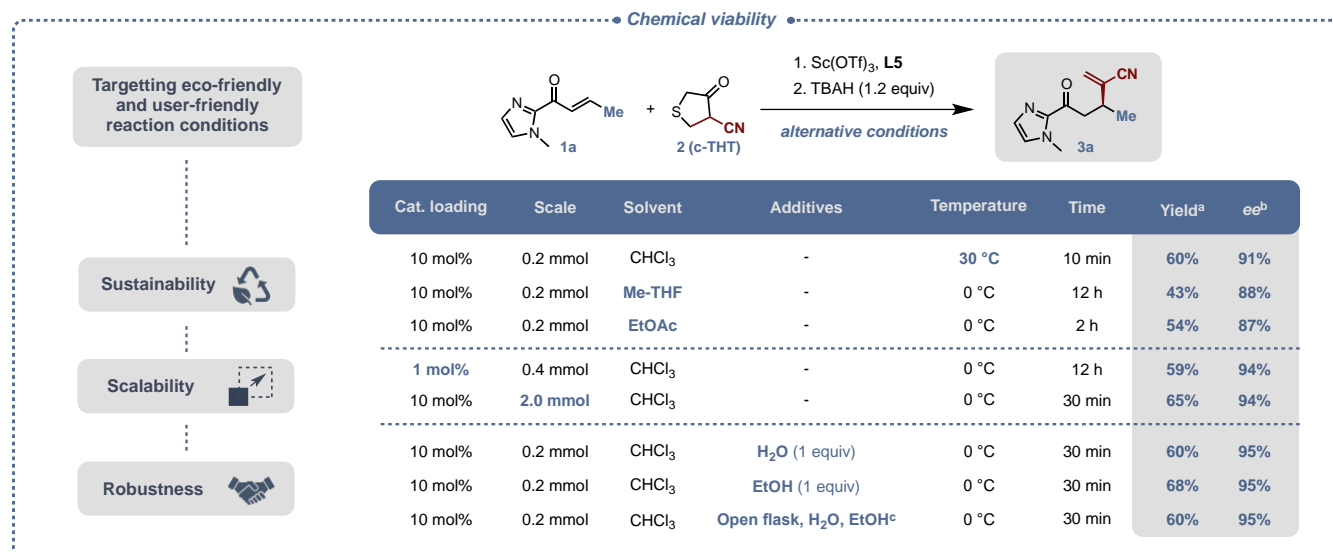 Chemical viability
Targetting eco-friendly
and user-friendly
reaction conditions
O
N
N
Me
1a
+
O
S
CN
2 (c-THT)
1. Sc(OTf)₃, L5
2. TBAH (1.2 equiv)
alternative conditions
O
CN
N
N
Me
3a
Cat. loading Scale Solvent Additives Temperature Time Yieldᵃ eeᵇ
10 mol% 0.2 mmol CHCl₃ - 30 °C 10 min 60% 91%
Sustainability
10 mol% 0.2 mmol Me-THF - 0 °C 12 h 43% 88%
10 mol% 0.2 mmol EtOAc - 0 °C 2 h 54% 87%
Scalability
1 mol% 0.4 mmol CHCl₃ - 0 °C 12 h 59% 94%
10 mol% 2.0 mmol CHCl₃ - 0 °C 30 min 65% 94%
Robustness
10 mol% 0.2 mmol CHCl₃ H₂O (1 equiv) 0 °C 30 min 60% 95%
10 mol% 0.2 mmol CHCl₃ EtOH (1 equiv) 0 °C 30 min 68% 95%
10 mol% 0.2 mmol CHCl₃ Open flask, H₂O, EtOHᶜ 0 °C 30 min 60% 95%